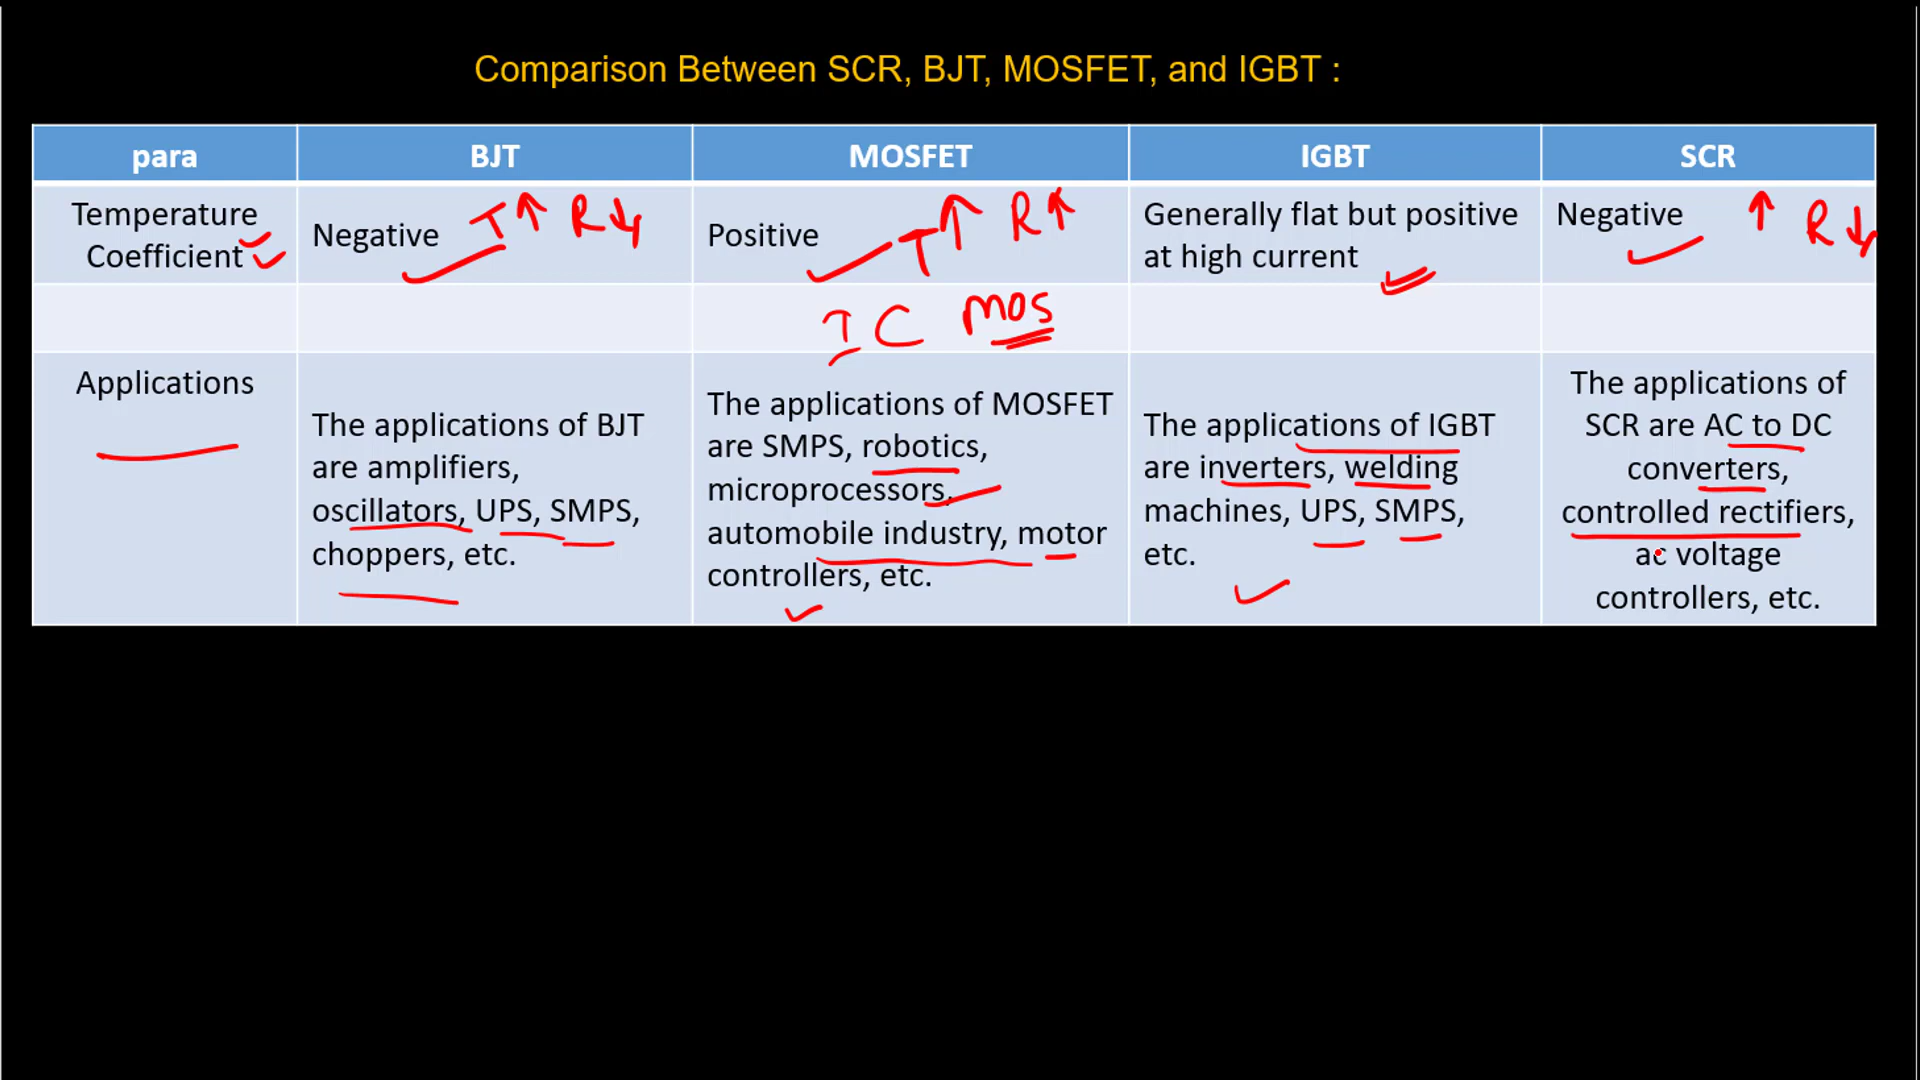 Comparison Between SCR, BJT, MOSFET, and IGBT :
para
BJT
MOSFET
IGBT
SCR
Temperature
Coefficient
Negative
T↑ R↓
Positive
T↑ R↑
Generally flat but positive
at high current
Negative
↑ R↓
IC mos
Applications
The applications of BJT
are amplifiers,
oscillators, UPS, SMPS,
choppers, etc.
The applications of MOSFET
are SMPS, robotics,
microprocessors,
automobile industry, motor
controllers, etc.
The applications of IGBT
are inverters, welding
machines, UPS, SMPS,
etc.
The applications of
SCR are AC to DC
converters,
controlled rectifiers,
ac voltage
controllers, etc.